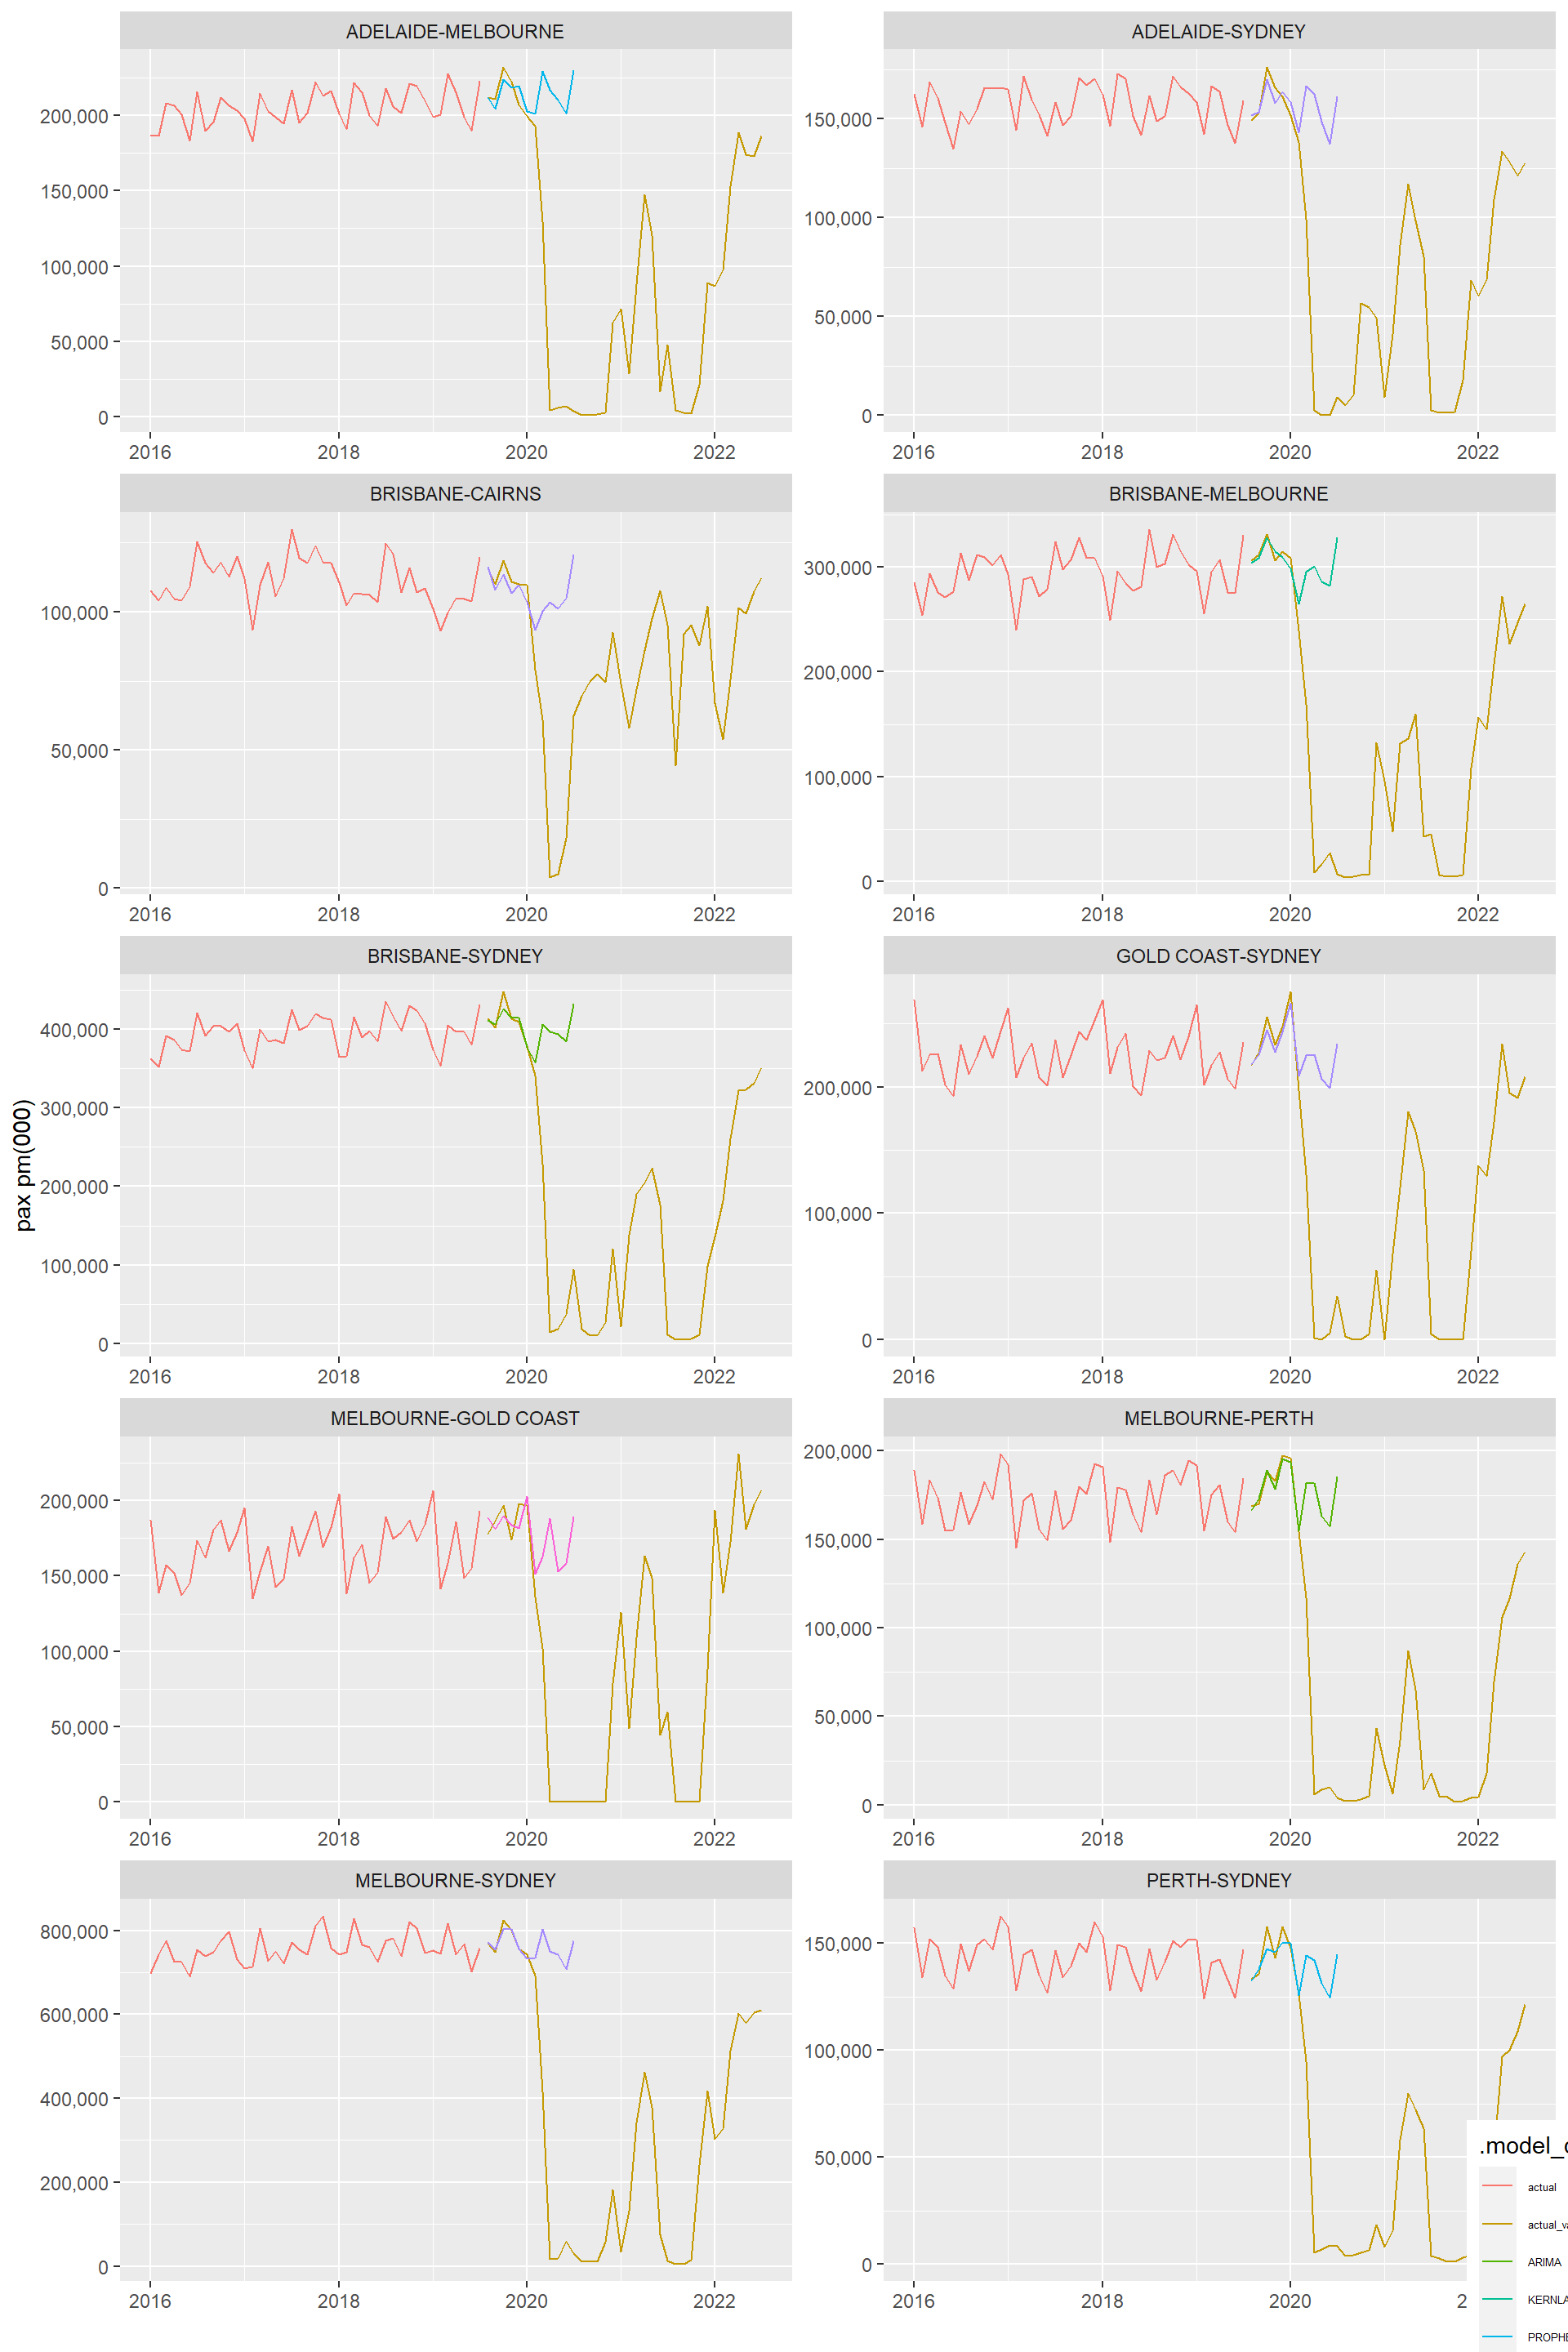 ADELAIDE-MELBOURNE
200,000
150,000
100,000
50,000
0
2016 2018 2020 2022
ADELAIDE-SYDNEY
150,000
100,000
50,000
0
2016 2018 2020 2022
BRISBANE-CAIRNS
100,000
50,000
0
2016 2018 2020 2022
BRISBANE-MELBOURNE
300,000
200,000
100,000
0
2016 2018 2020 2022
pax pm(000)
BRISBANE-SYDNEY
400,000
300,000
200,000
100,000
0
2016 2018 2020 2022
GOLD COAST-SYDNEY
200,000
100,000
0
2016 2018 2020 2022
MELBOURNE-GOLD COAST
200,000
150,000
100,000
50,000
0
2016 2018 2020 2022
MELBOURNE-PERTH
200,000
150,000
100,000
50,000
0
2016 2018 2020 2022
MELBOURNE-SYDNEY
800,000
600,000
400,000
200,000
0
2016 2018 2020 2022
PERTH-SYDNEY
150,000
100,000
50,000
0
2016 2018 2020 2
.model_
actual
actual_v
ARIMA
KERNL
PROPH